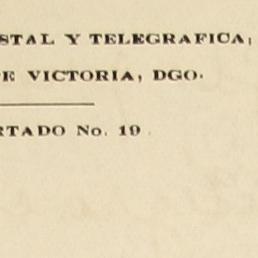 STAL Y TELEGRAFICA,
E VICTORIA, DGO.
RTADO No. 19